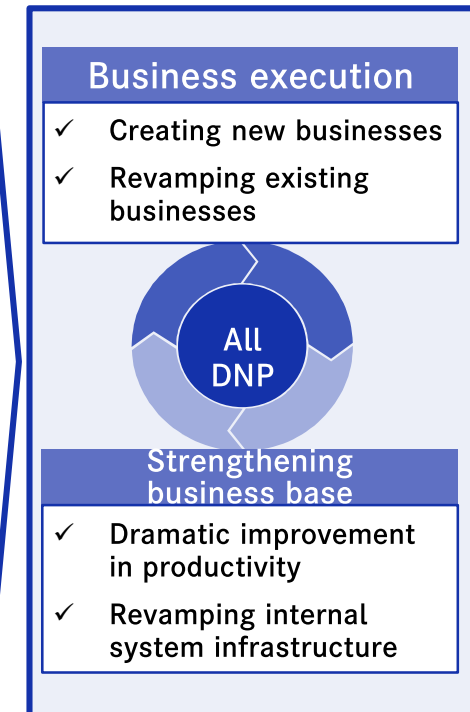 Business execution
✓ Creating new businesses
✓ Revamping existing
businesses
All
DNP
Strengthening
business base
✓ Dramatic improvement
in productivity
✓ Revamping internal
system infrastructure